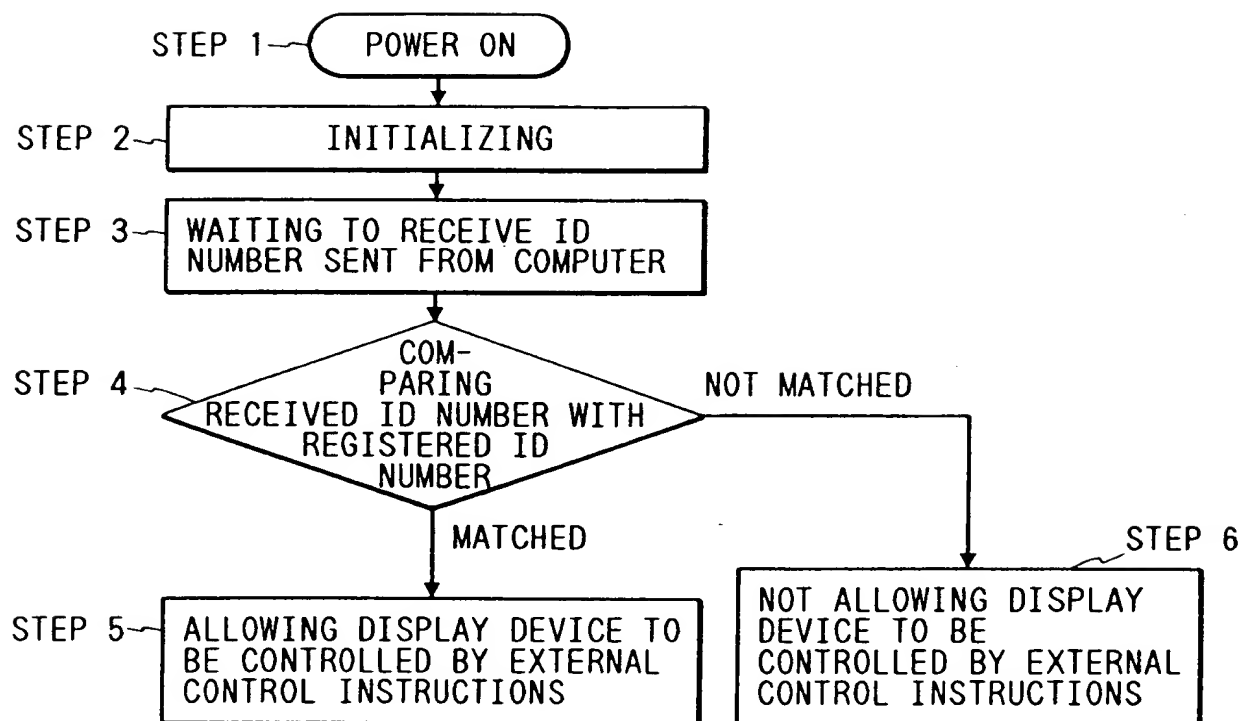 STEP 1
POWER ON
STEP 2
INITIALIZING
STEP 3
WAITING TO RECEIVE ID
NUMBER SENT FROM COMPUTER
STEP 4
COM-
PARING
RECEIVED ID NUMBER WITH
REGISTERED ID
NUMBER
NOT MATCHED
MATCHED
STEP 5
ALLOWING DISPLAY DEVICE TO
BE CONTROLLED BY EXTERNAL
CONTROL INSTRUCTIONS
STEP 6
NOT ALLOWING DISPLAY
DEVICE TO BE
CONTROLLED BY EXTERNAL
CONTROL INSTRUCTIONS